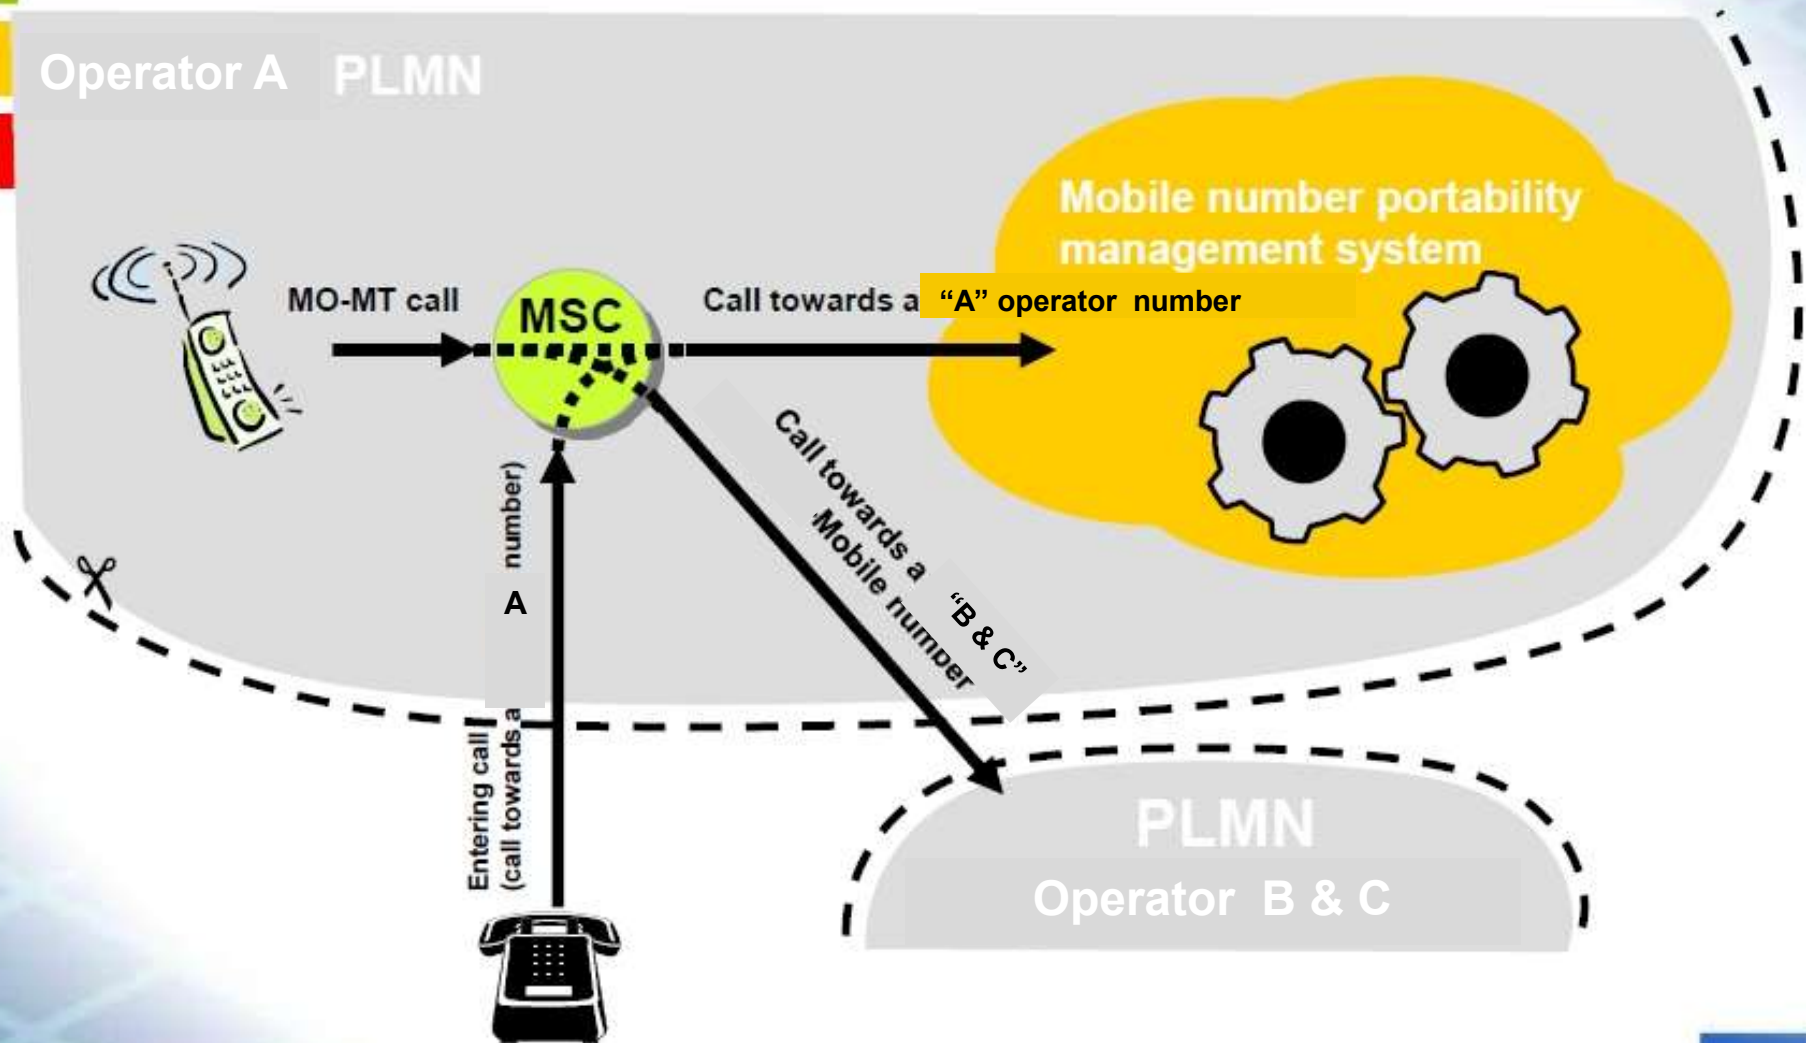 Operator A PLMN
Mobile number portability
management system
MO-MT call
MSC
Call towards a “A” operator number
Call towards a
Mobile number “B & C”
Entering call
(call towards a A number)
PLMN
Operator B & C